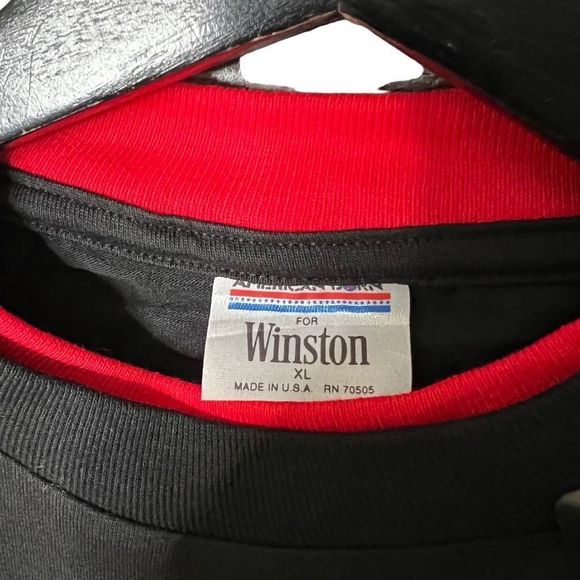 AMERICAN BORN
FOR
Winston
XL
MADE IN U.S.A. RN 70505